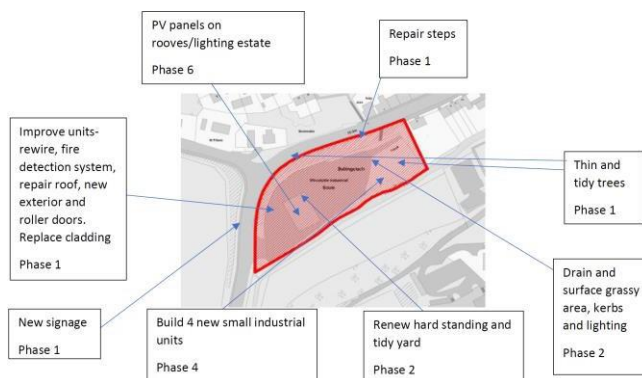 PV panels on
rooves/lighting estate
Phase 6
Repair steps
Phase 1
Improve units-
rewire, fire
detection system,
repair roof, new
exterior and
roller doors.
Replace cladding
Phase 1
Thin and
tidy trees
Phase 1
New signage
Phase 1
Build 4 new small industrial
units
Phase 4
Renew hard standing and
tidy yard
Phase 2
Drain and
surface grassy
area, kerbs
and lighting
Phase 2